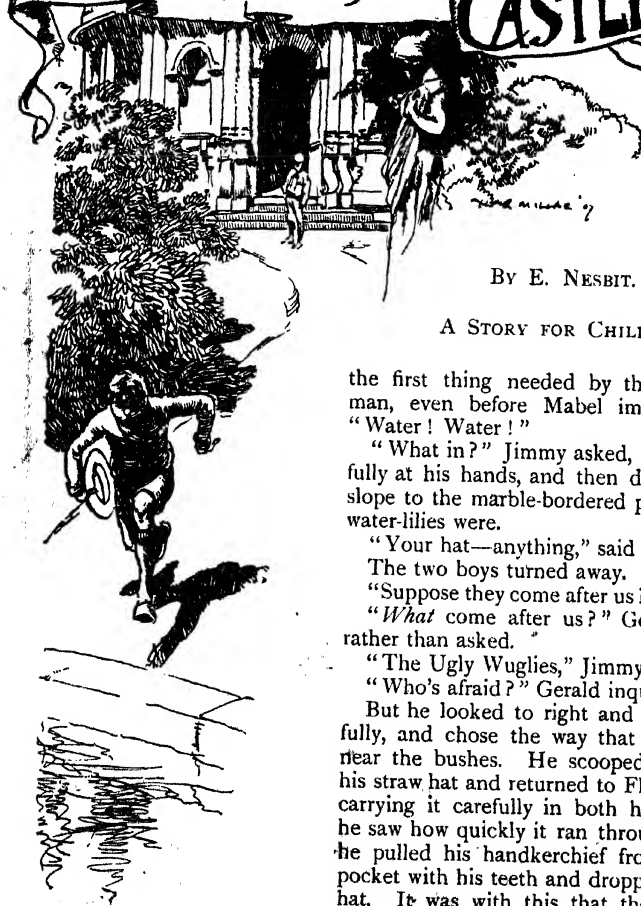 CASTLE
H. R. MILLAR '07
BY E. NESBIT.
A STORY FOR CHIL
the first thing needed by th
man, even before Mabel im
"Water! Water!"
"What in?" Jimmy asked,
fully at his hands, and then d
slope to the marble-bordered p
water-lilies were.
"Your hat—anything," said
The two boys turned away.
"Suppose they come after us
"What come after us?" Ge
rather than asked.
"The Ugly Wuglies," Jimmy
"Who's afraid?" Gerald inqu
But he looked to right and
fully, and chose the way that
near the bushes. He scooped
his straw hat and returned to Fl
carrying it carefully in both h
he saw how quickly it ran throu
he pulled his handkerchief fro
pocket with his teeth and dropp
hat. It was with this that the